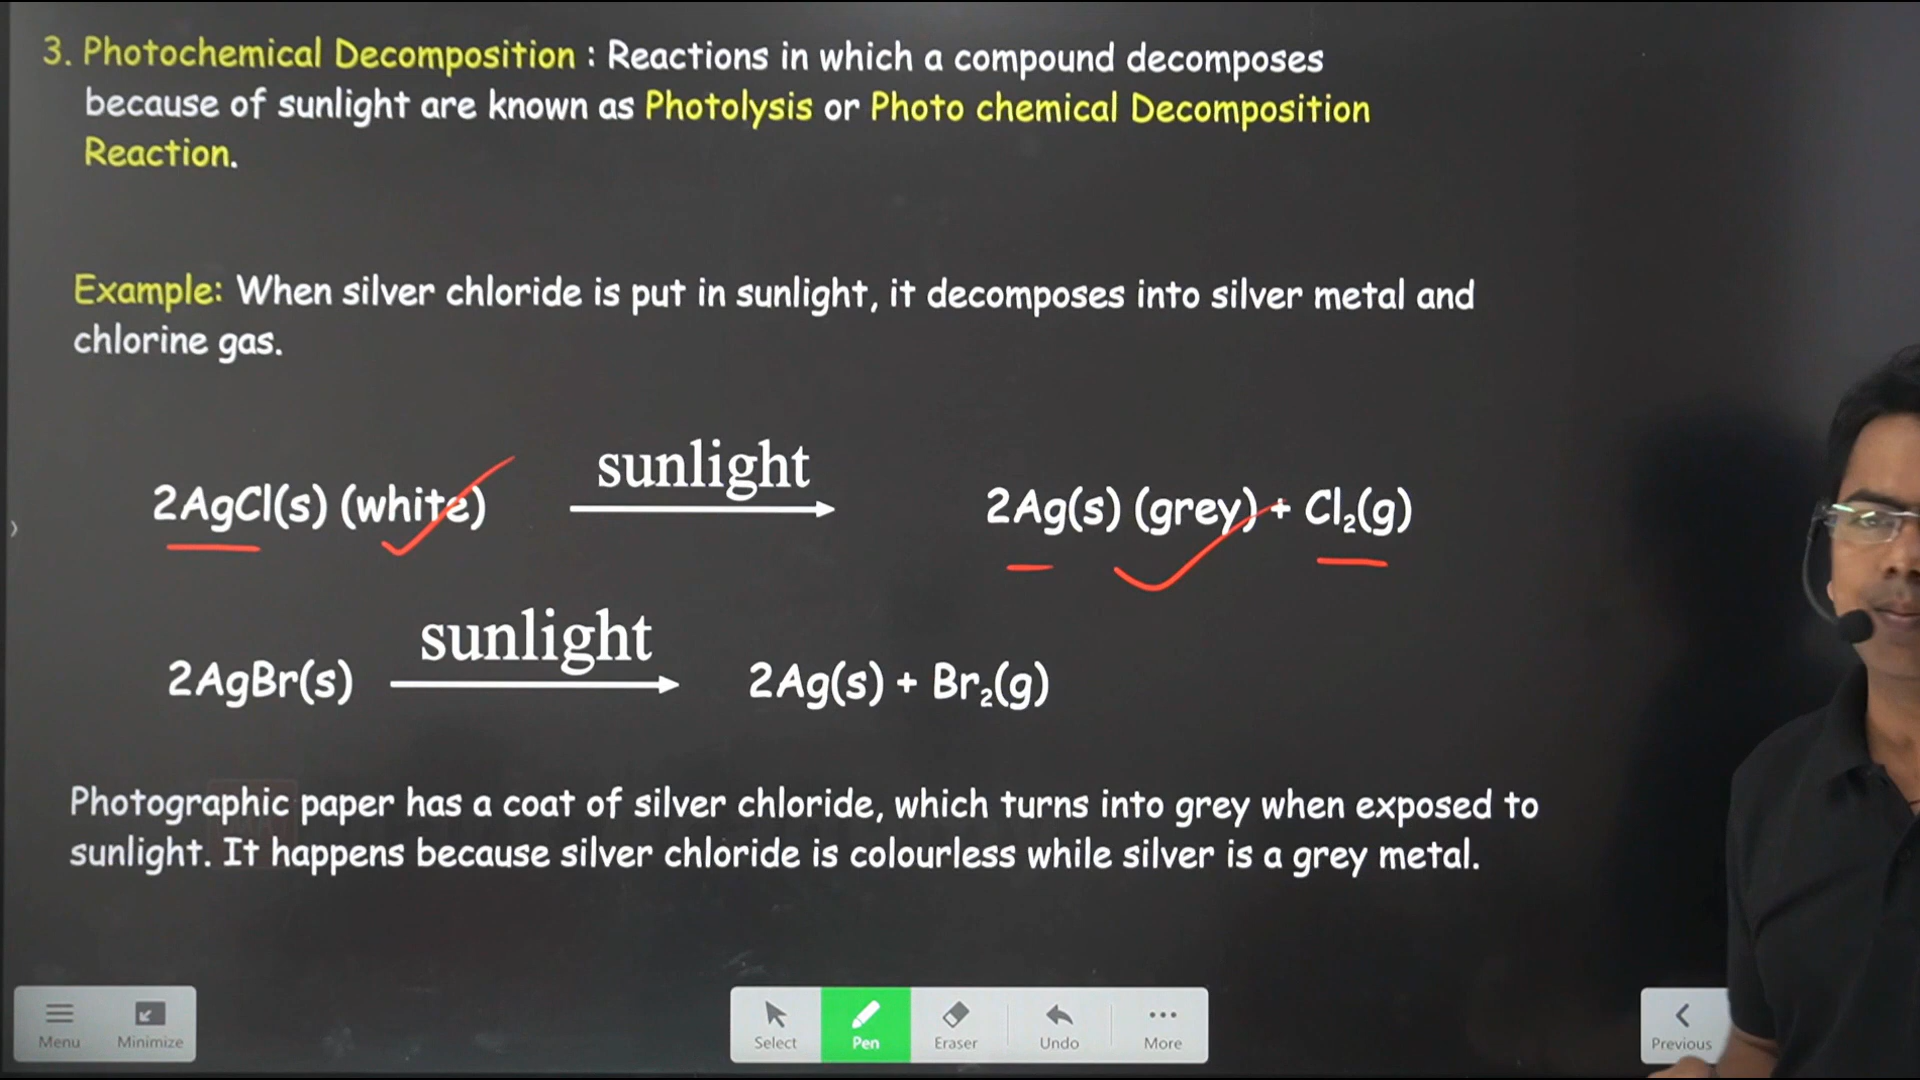 3. Photochemical Decomposition : Reactions in which a compound decomposes
because of sunlight are known as Photolysis or Photo chemical Decomposition
Reaction.
Example: When silver chloride is put in sunlight, it decomposes into silver metal and
chlorine gas.
2AgCl(s) (white) sunlight 2Ag(s) (grey) + Cl₂(g)
2AgBr(s) sunlight 2Ag(s) + Br₂(g)
Photographic paper has a coat of silver chloride, which turns into grey when exposed to
sunlight. It happens because silver chloride is colourless while silver is a grey metal.
Menu Minimize Select Pen Eraser Undo More Previous